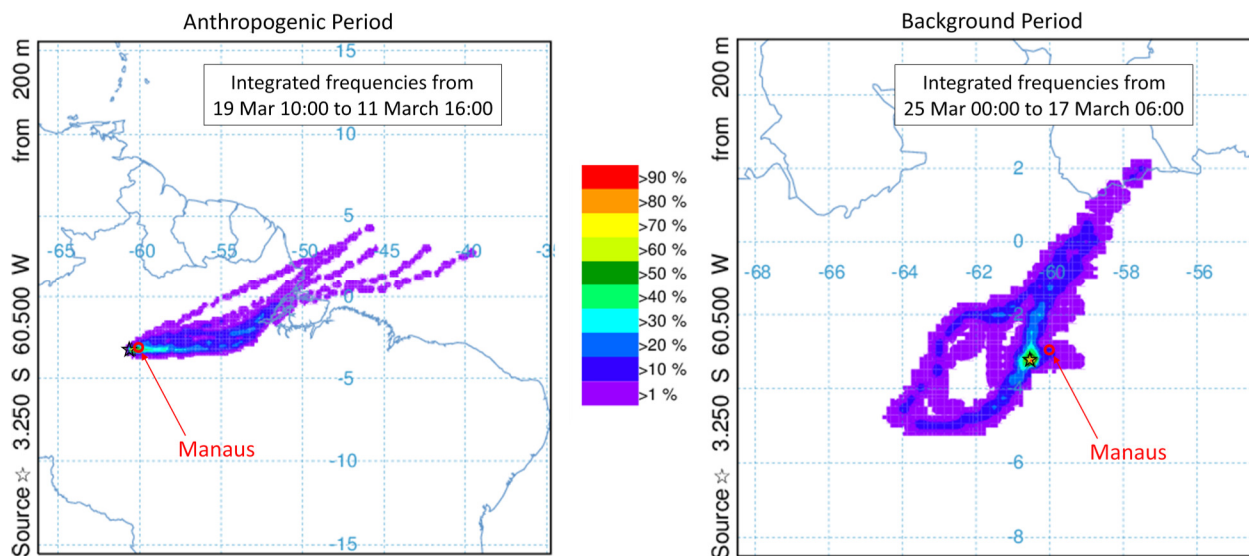 Anthropogenic Period
Source ☆ 3.250 S 60.500 W from 200 m
Integrated frequencies from
19 Mar 10:00 to 11 March 16:00
15
10
5
-65 -60 -55 -50 -45 -40 -35
0
-5
-10
-15
Manaus
>90 %
>80 %
>70 %
>60 %
>50 %
>40 %
>30 %
>20 %
>10 %
>1 %
Background Period
Source ☆ 3.250 S 60.500 W from 200 m
Integrated frequencies from
25 Mar 00:00 to 17 March 06:00
2
0
-68 -66 -64 -62 -60 -58 -56
-2
-6
-8
Manaus